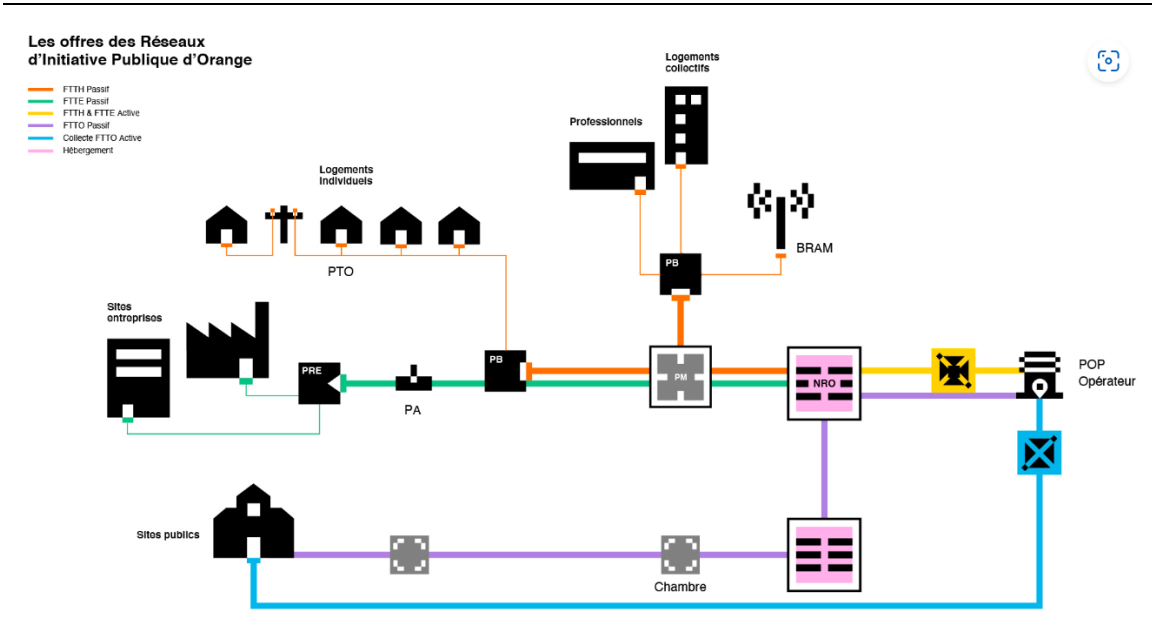 Les offres des Réseaux
d'Initiative Publique d'Orange
FTTH Passif
FTTE Passif
FTTH & FTTE Active
FTTO Passif
Collecte FTTO Active
Hébergement
Logements
collectifs
Professionnels
Logements
individuels
BRAM
PB
PTO
Sites
entreprises
PRE
PB
PM
NRO
POP
Opérateur
PA
Sites publics
Chambre